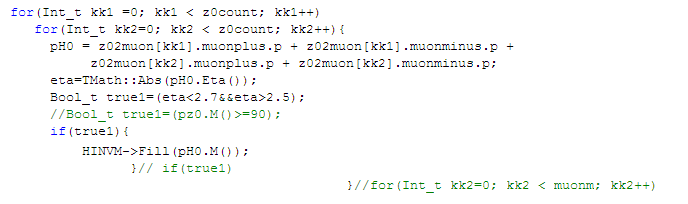 for(Int_t kk1 =0; kk1 < z0count; kk1++)
for(Int_t kk2=0; kk2 < z0count; kk2++){
pH0 = z02muon[kk1].muonplus.p + z02muon[kk1].muonminus.p +
z02muon[kk2].muonplus.p + z02muon[kk2].muonminus.p;
eta=TMath::Abs(pH0.Eta());
Bool_t true1=(eta<2.7&&eta>2.5);
//Bool_t true1=(pz0.M()>=90);
if(true1){
HINVM->Fill(pH0.M());
}// if(true1)
}//for(Int_t kk2=0; kk2 < muonm; kk2++)